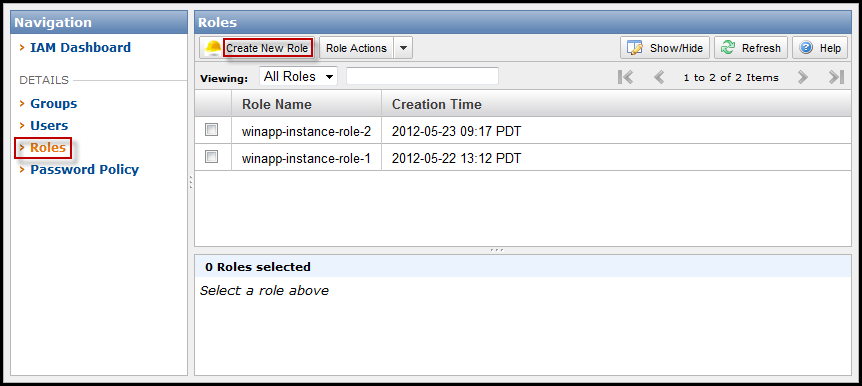 Navigation
IAM Dashboard
DETAILS
Groups
Users
Roles
Password Policy
Roles
Create New Role Role Actions Show/Hide Refresh Help
Viewing: All Roles 1 to 2 of 2 Items
Role Name Creation Time
winapp-instance-role-2 2012-05-23 09:17 PDT
winapp-instance-role-1 2012-05-22 13:12 PDT
0 Roles selected
Select a role above